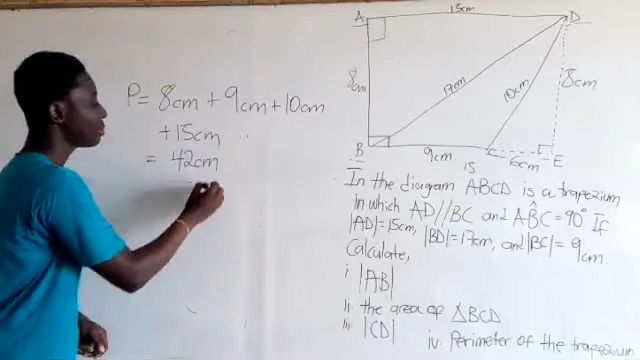 P= 8cm + 9cm +10cm
+15cm
= 42cm
A
15cm
D
8cm
17cm
10cm
8cm
B
9cm
C
6cm
E
15
In the diagram ABCD is a trapezium
in which AD//BC and AB̂C=90° If
|AD|=15cm, |BD|=17cm, and |BC|= 9cm
Calculate,
i |AB|
ii. the area of △BCD
iii. |CD|
iv. Perimeter of the trapezium